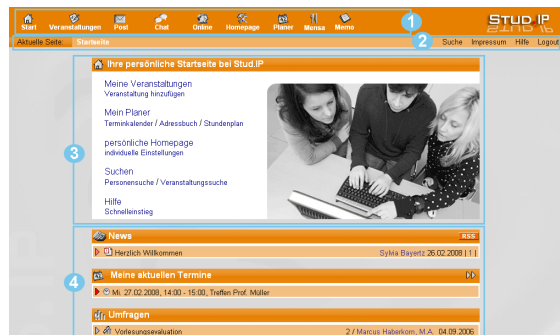 Start Veranstaltungen Post Chat Online Homepage Planer Mensa Memo
1
STUD.IP
Aktuelle Seite: Startseite
2
Suche Impressum Hilfe Logout
Ihre persönliche Startseite bei Stud.IP
Meine Veranstaltungen
Veranstaltung hinzufügen
Mein Planer
Terminkalender / Adressbuch / Stundenplan
3
persönliche Homepage
individuelle Einstellungen
Suchen
Personensuche / Veranstaltungssuche
Hilfe
Schnelleinstieg
News RSS
Herzlich Willkommen Sylvia Bayertz 26.02.2008 | 1 |
4
Meine aktuellen Termine
Mi. 27.02.2008, 14:00 - 15:00, Treffen Prof. Müller
Umfragen
Vorlesungsevaluation 2 / Marcus Haberkorn, M.A. 04.09.2006